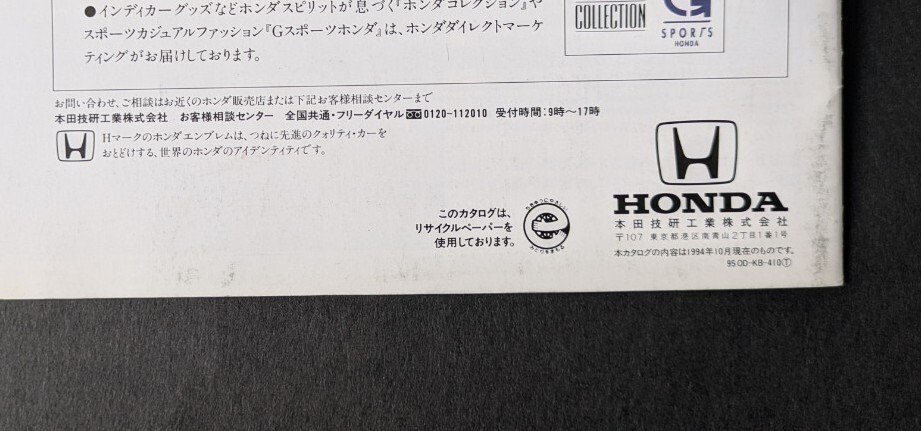 ●インディカーグッズなどホンダスピリットが息づく『ホンダコレクション』や
スポーツカジュアルファッション『Gスポーツホンダ』は、ホンダダイレクトマーケ
ティングがお届けしております。
COLLECTION
G
SPORTS
HONDA
お問い合わせ、ご相談はお近くのホンダ販売店または下記お客様相談センターまで
本田技研工業株式会社 お客様相談センター 全国共通・フリーダイヤル 0120-112010 受付時間:9時〜17時
Hマークのホンダエンブレムは、つねに先進のクォリティ・カーを
おとどけする、世界のホンダのアイデンティティです。
このカタログは、
リサイクルペーパーを
使用しております。
HONDA
本田技研工業株式会社
〒107 東京都港区南青山2丁目1番1号
本カタログの内容は1994年10月現在のものです。
95.OD-KB-410Ⓣ